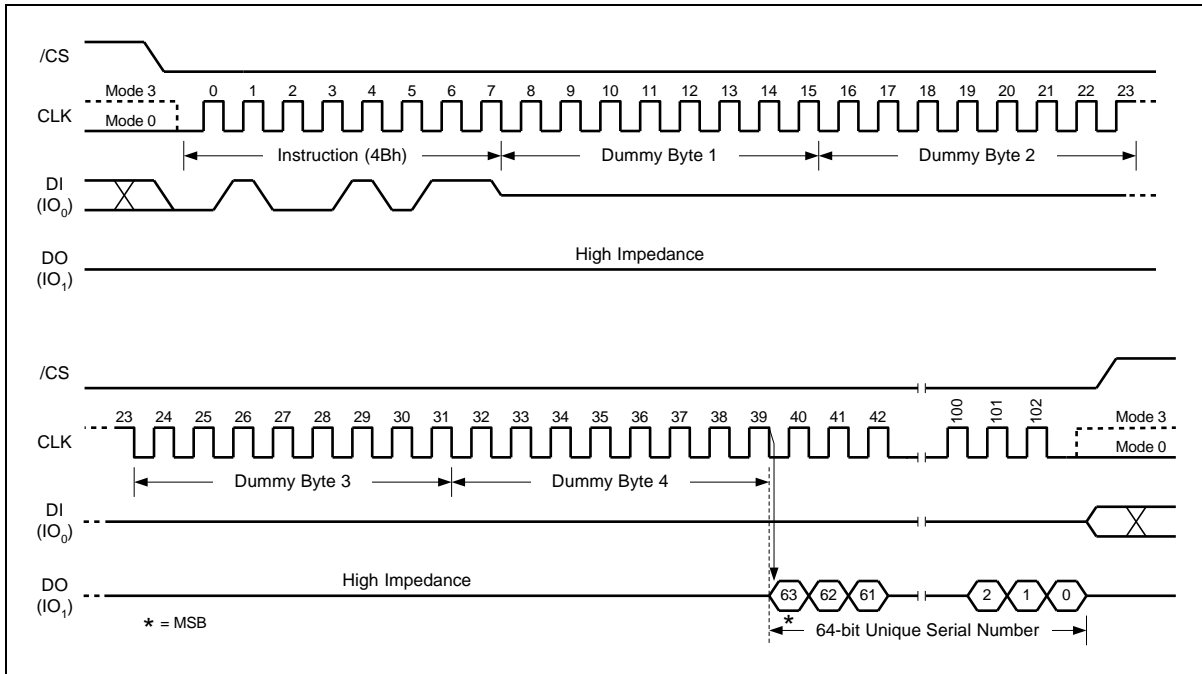 /CS
Mode 3
0 1 2 3 4 5 6 7 8 9 10 11 12 13 14 15 16 17 18 19 20 21 22 23
CLK
Mode 0
Instruction (4Bh) Dummy Byte 1 Dummy Byte 2
DI
(IO0)
High Impedance
DO
(IO1)
/CS
23 24 25 26 27 28 29 30 31 32 33 34 35 36 37 38 39 40 41 42 100 101 102
Mode 3
CLK
Mode 0
Dummy Byte 3 Dummy Byte 4
DI
(IO0)
High Impedance
DO
(IO1)
63 62 61 2 1 0
* = MSB
*
64-bit Unique Serial Number